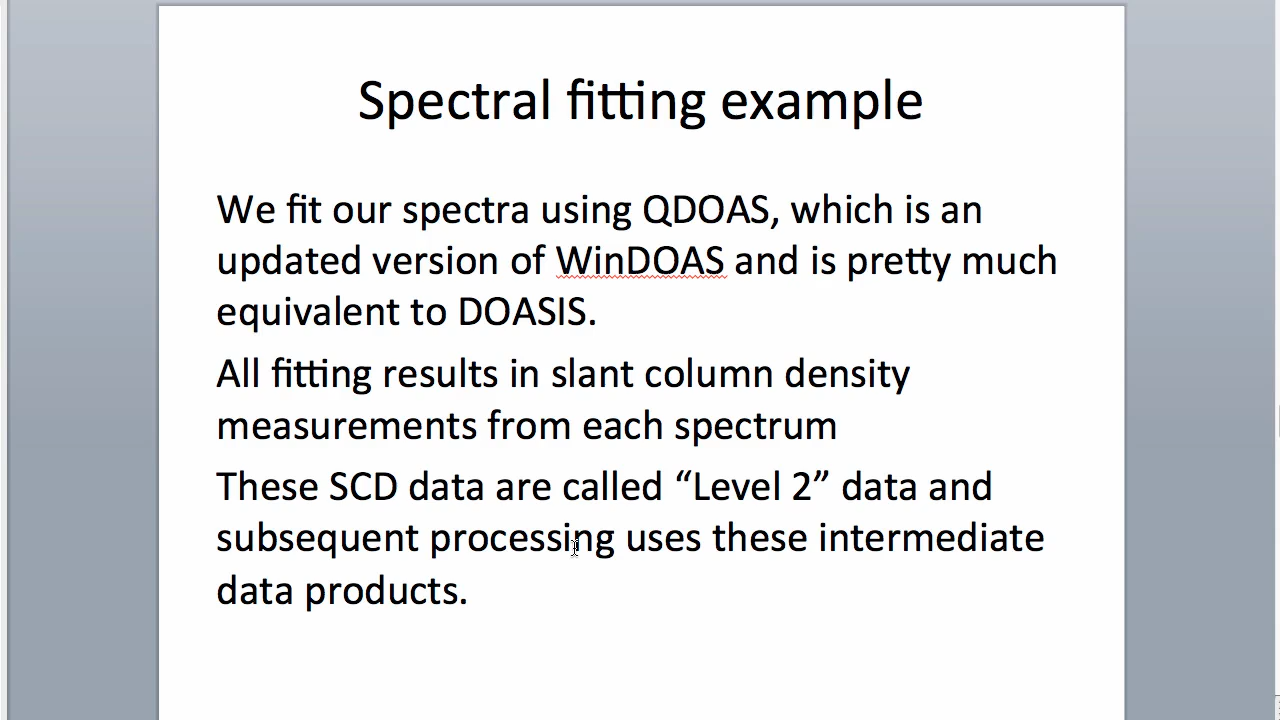 Spectral fitting example
We fit our spectra using QDOAS, which is an
updated version of WinDOAS and is pretty much
equivalent to DOASIS.
All fitting results in slant column density
measurements from each spectrum
These SCD data are called “Level 2” data and
subsequent processing uses these intermediate
data products.